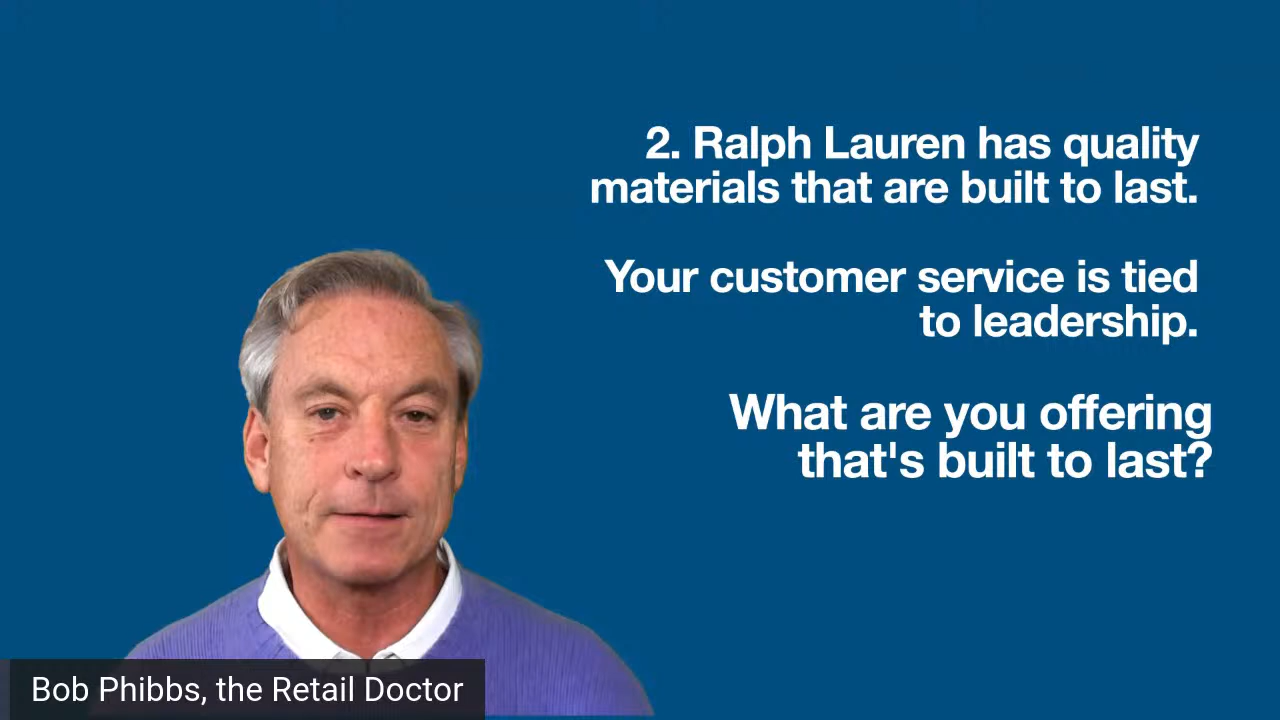 2. Ralph Lauren has quality
materials that are built to last.
Your customer service is tied
to leadership.
What are you offering
that's built to last?
Bob Phibbs, the Retail Doctor